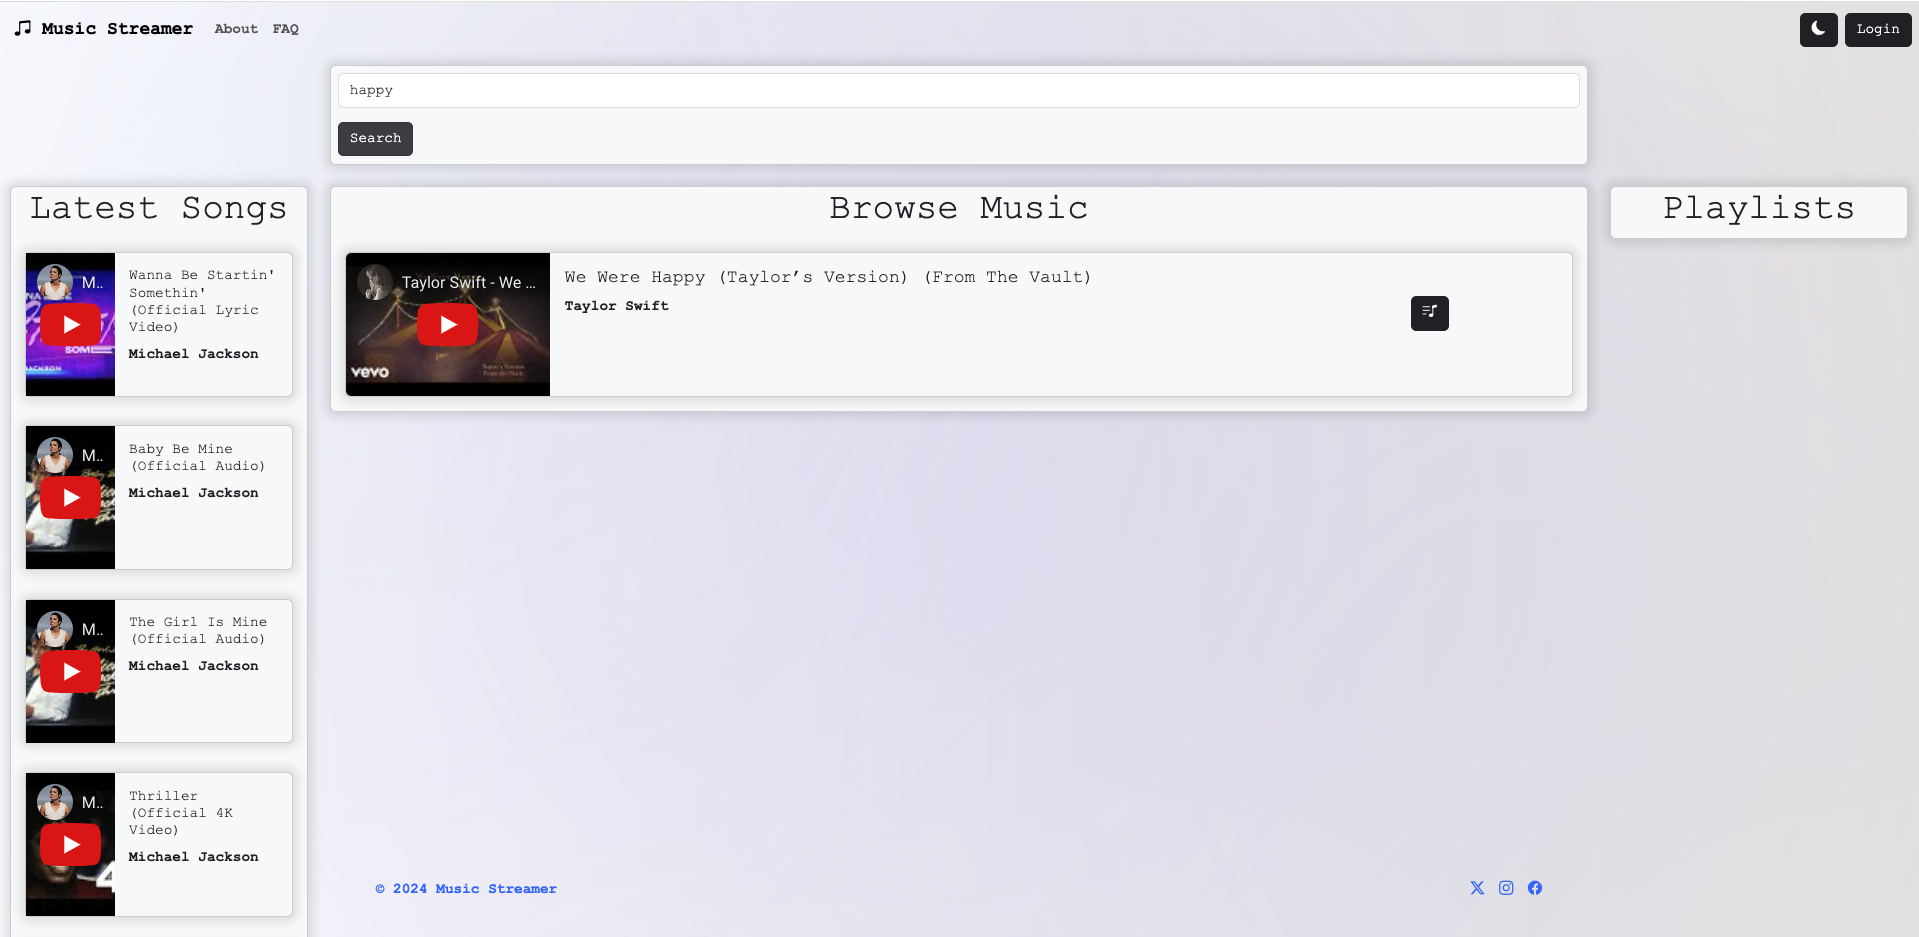 Music Streamer About FAQ
Login
happy
Search
Latest Songs
M..
Wanna Be Startin'
Somethin'
(Official Lyric
Video)
Michael Jackson
M..
Baby Be Mine
(Official Audio)
Michael Jackson
M..
The Girl Is Mine
(Official Audio)
Michael Jackson
M..
Thriller
(Official 4K
Video)
Michael Jackson
Browse Music
Taylor Swift - We ...
vevo
We Were Happy (Taylor’s Version) (From The Vault)
Taylor Swift
Playlists
© 2024 Music Streamer